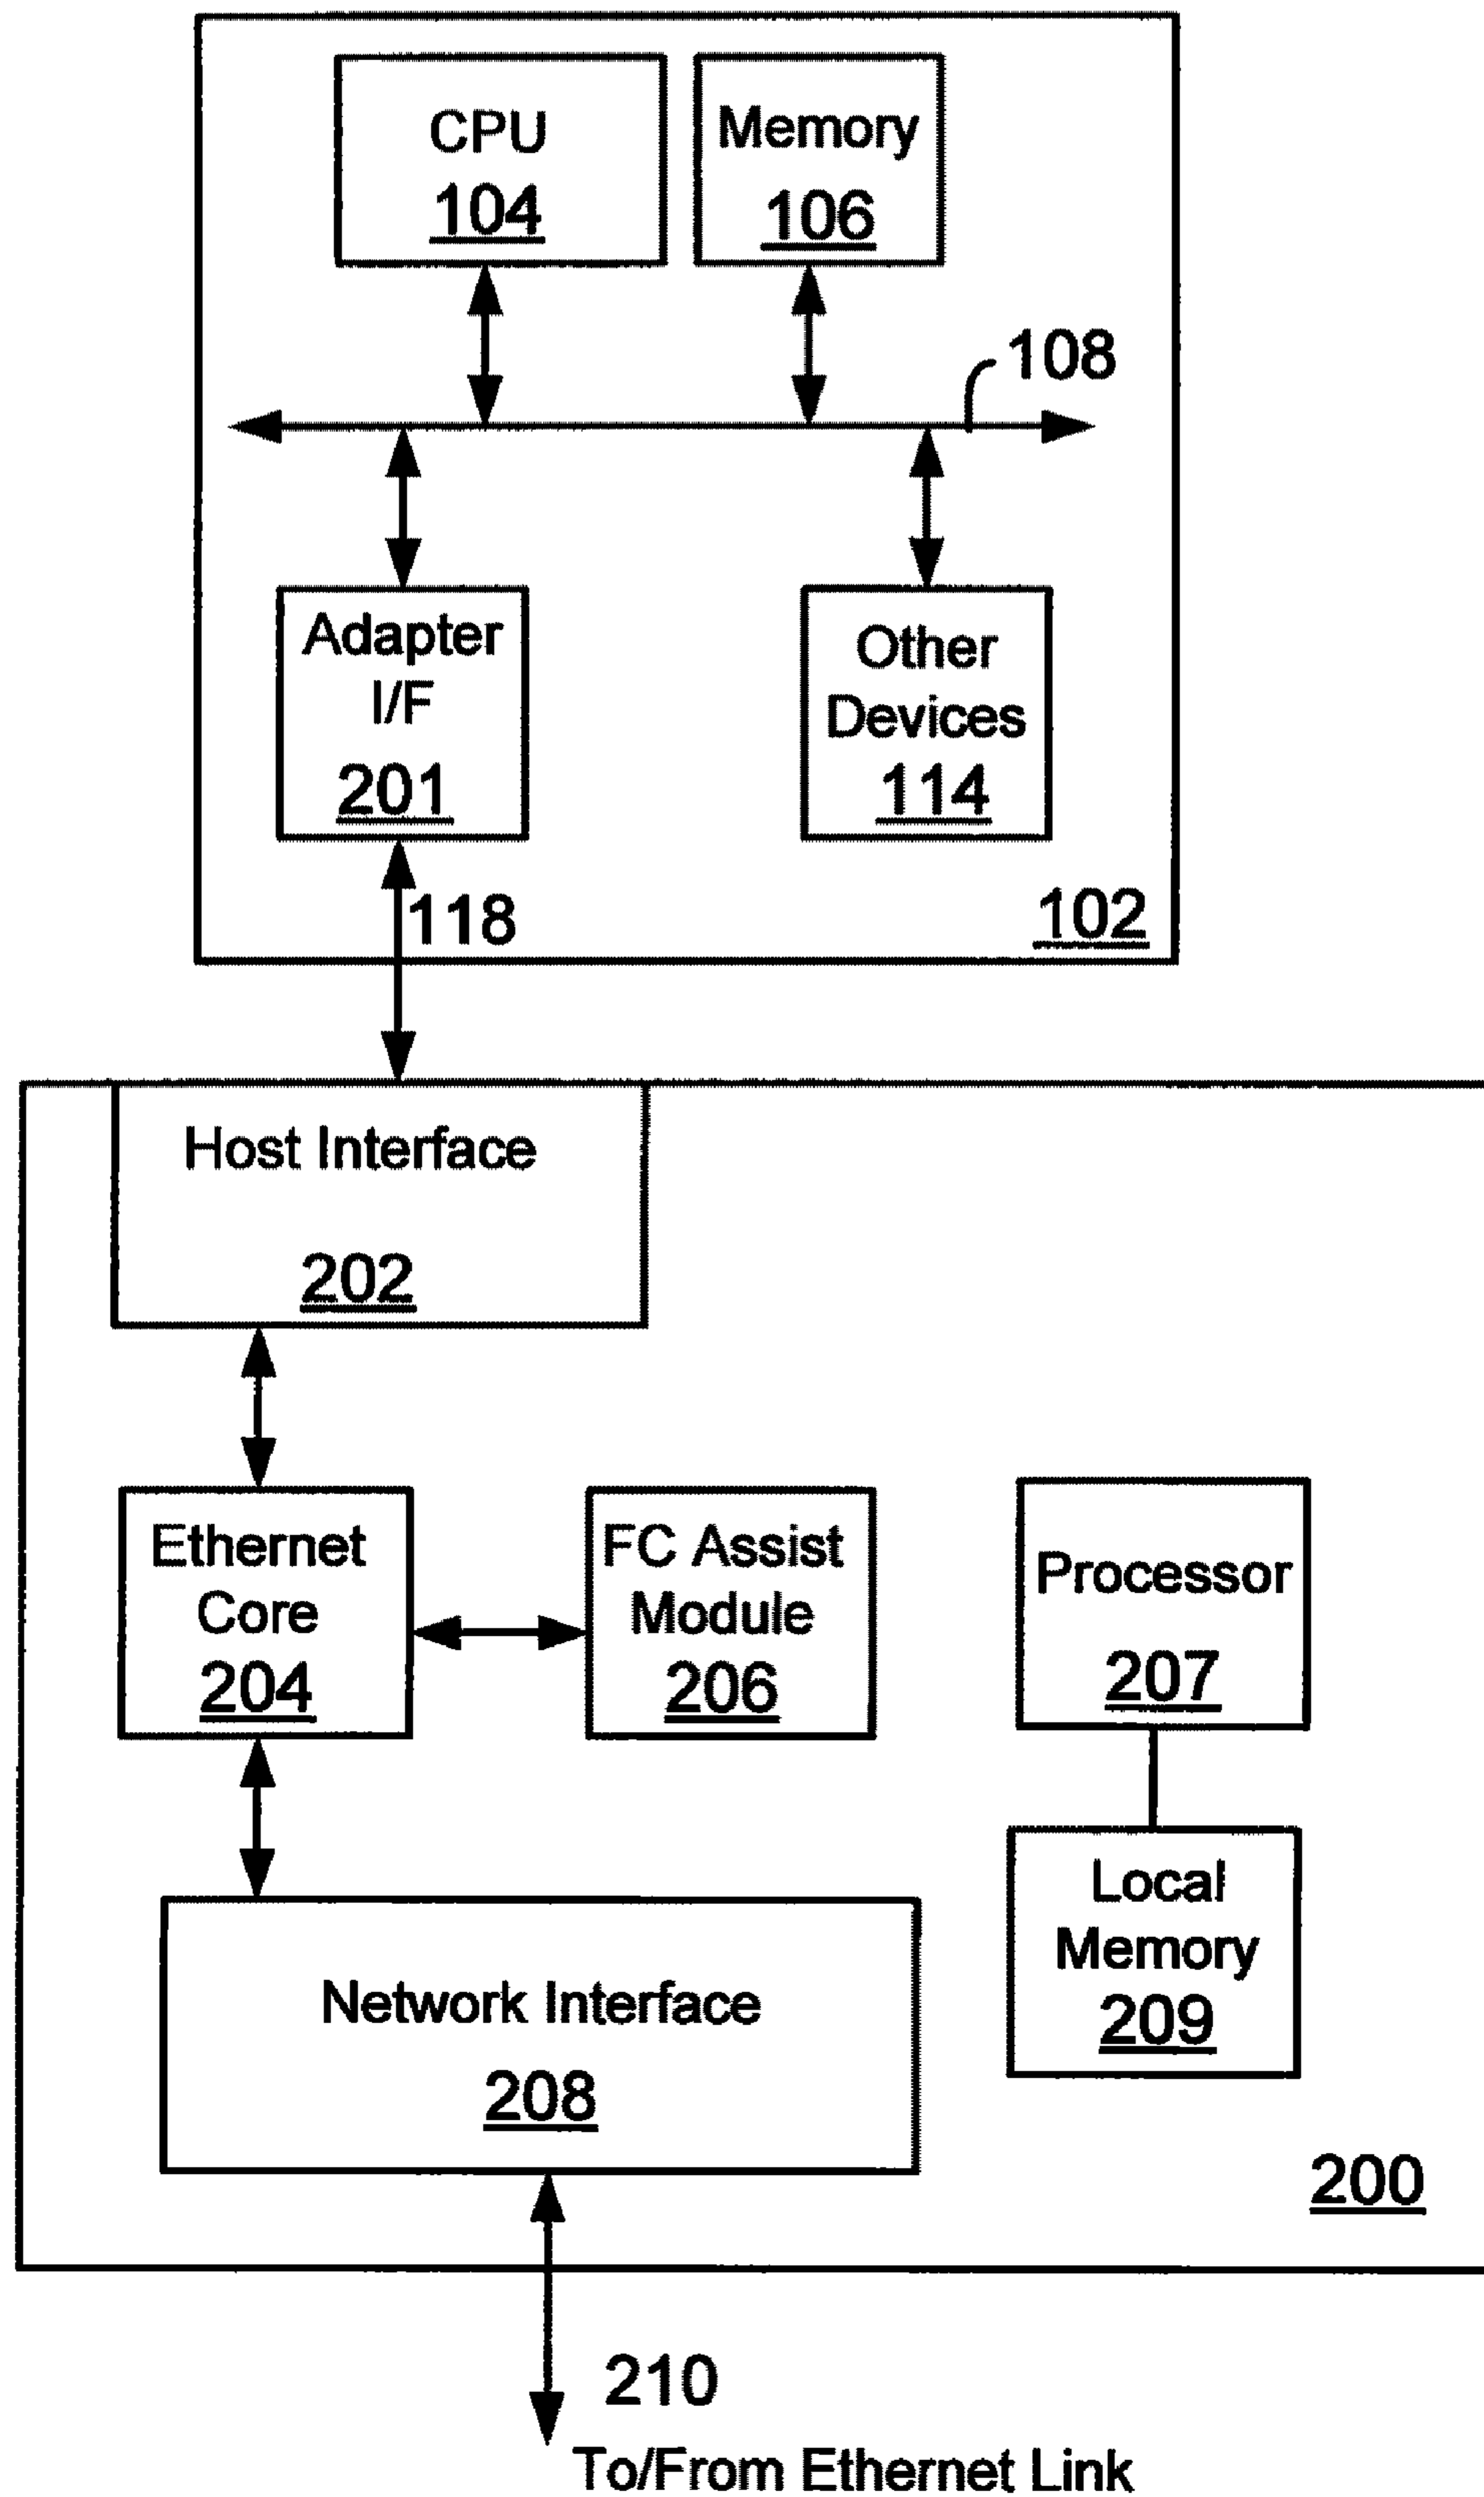 CPU
104
Memory
106
108
Adapter
I/F
201
Other
Devices
114
118
102
Host Interface
202
Ethernet
Core
204
FC Assist
Module
206
Processor
207
Local
Memory
209
Network Interface
208
200
210
To/From Ethernet Link